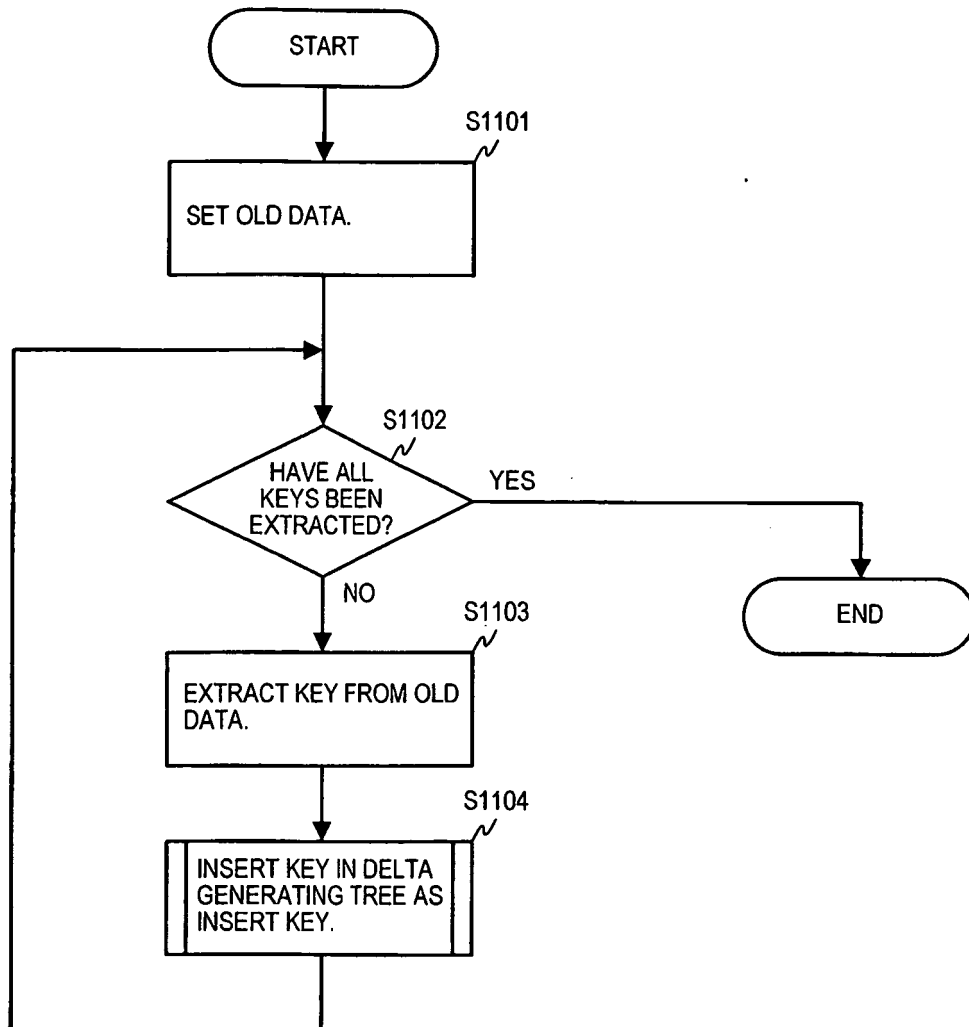 START
S1101
SET OLD DATA.
S1102
HAVE ALL
KEYS BEEN
EXTRACTED?
YES
NO
END
S1103
EXTRACT KEY FROM OLD
DATA.
S1104
INSERT KEY IN DELTA
GENERATING TREE AS
INSERT KEY.